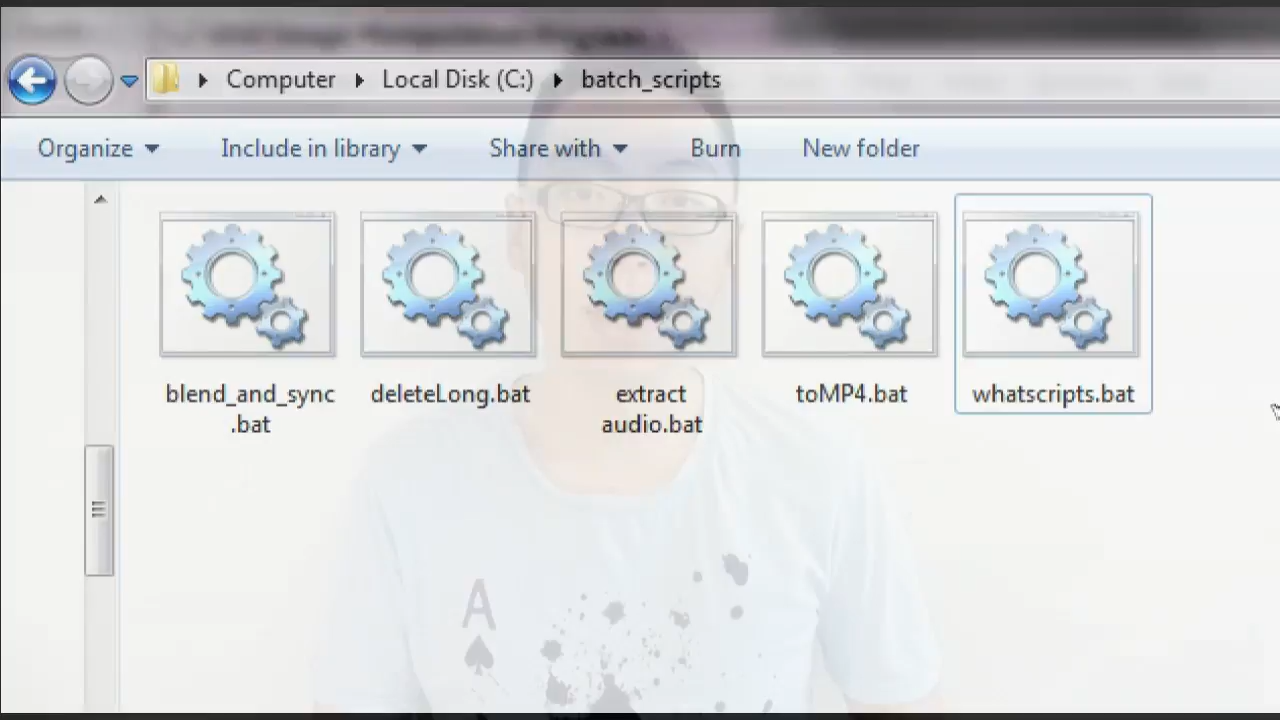 Computer Local Disk (C:) batch_scripts
Organize Include in library Share with Burn New folder
blend_and_sync
.bat
deleteLong.bat
extract
audio.bat
toMP4.bat
whatscripts.bat
A